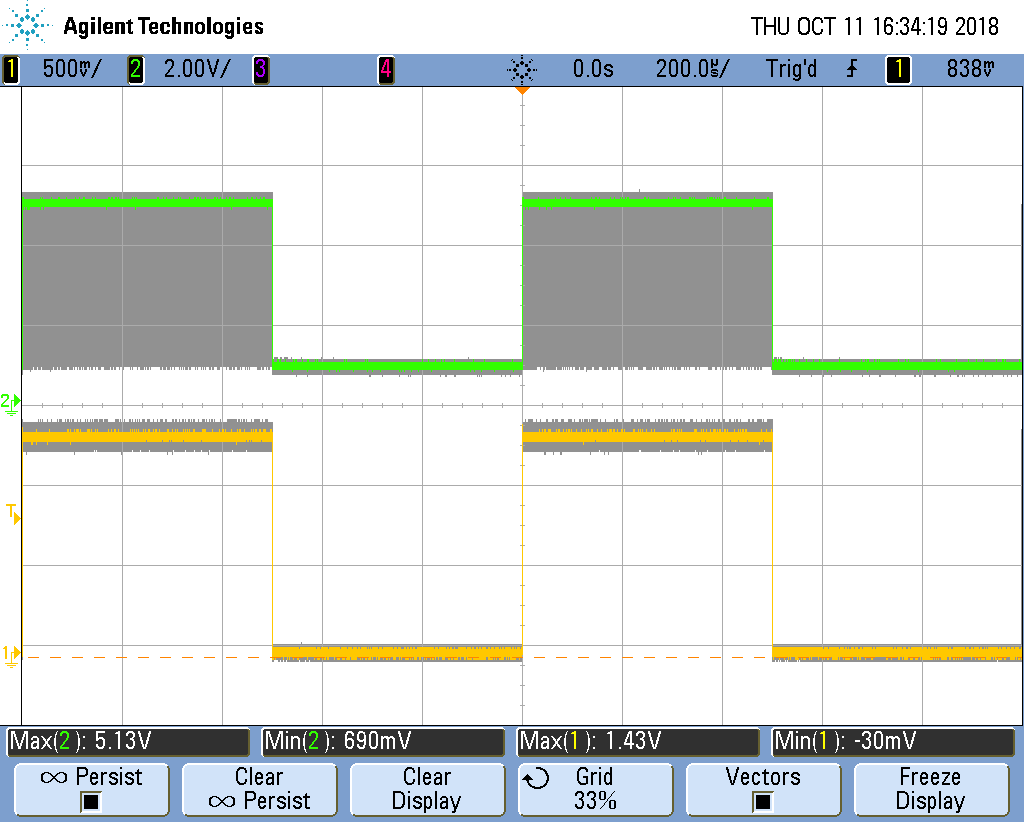 Agilent Technologies THU OCT 11 16:34:19 2018
1 500m/ 2 2.00V/ 3 4 0.0s 200.0µs/ Trig'd 1 838mV
2
T
1
Max(2): 5.13V Min(2): 690mV Max(1): 1.43V Min(1): -30mV
∞ Persist Clear Clear Grid Vectors Freeze
∞ Persist Display 33% Display